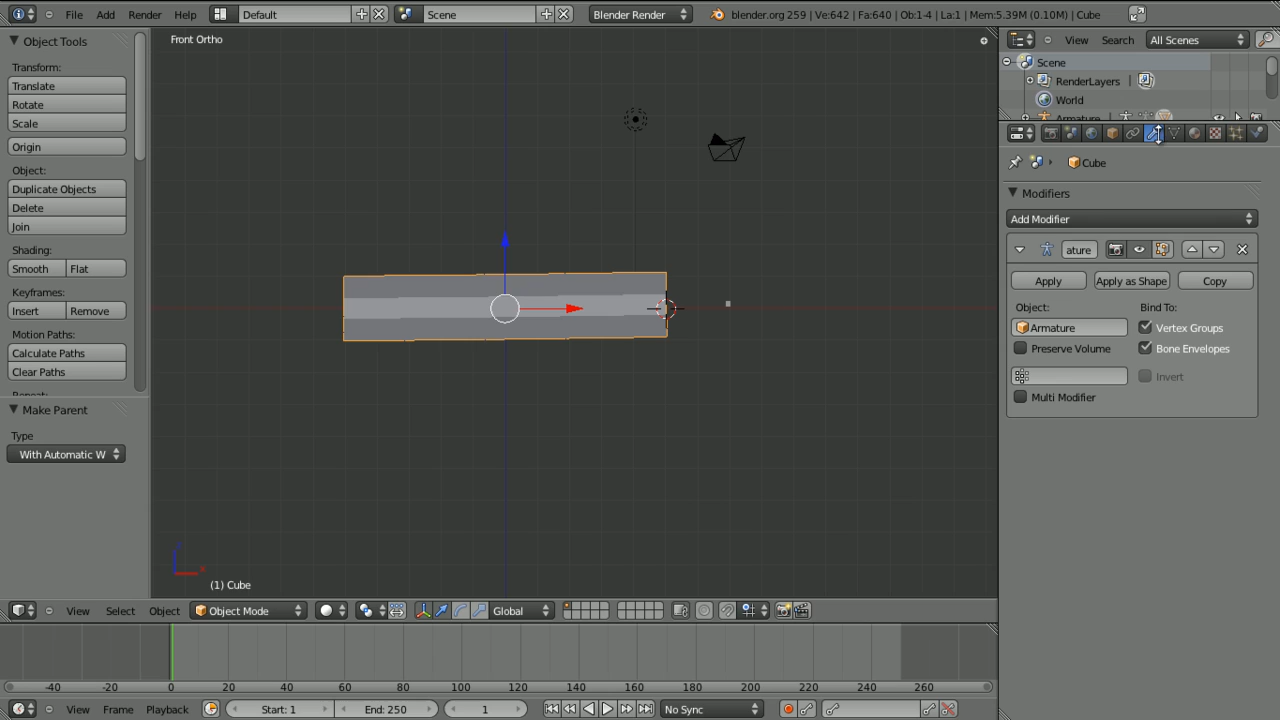 File Add Render Help Default Scene Blender Render blender.org 259 | Ve:642 | Fa:640 | Ob:1-4 | La:1 | Mem:5.39M (0.10M) | Cube
Object Tools
Transform:
Translate
Rotate
Scale
Origin
Object:
Duplicate Objects
Delete
Join
Shading:
Smooth Flat
Keyframes:
Insert Remove
Motion Paths:
Calculate Paths
Clear Paths
Repeat:
Make Parent
Type
With Automatic W
Front Ortho
(1) Cube
View Select Object Object Mode Global
-40 -20 0 20 40 60 80 100 120 140 160 180 200 220 240 260
View Frame Playback Start: 1 End: 250 1 No Sync
View Search All Scenes
Scene
RenderLayers
World
Armature
Cube
Modifiers
Add Modifier
ature
Apply Apply as Shape Copy
Object: Bind To:
Armature Vertex Groups
Preserve Volume Bone Envelopes
Invert
Multi Modifier